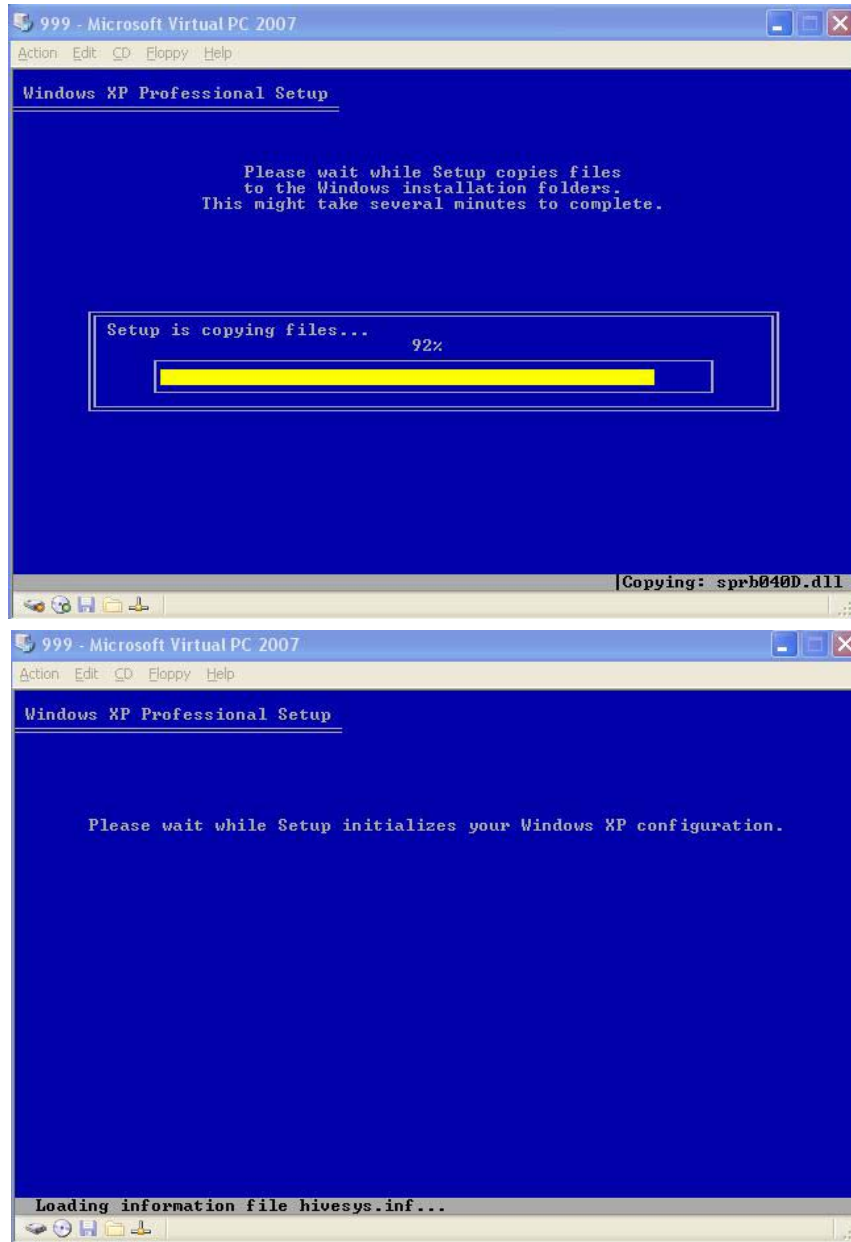 999 - Microsoft Virtual PC 2007
Action Edit CD Floppy Help
Windows XP Professional Setup
Please wait while Setup copies files
to the Windows installation folders.
This might take several minutes to complete.
Setup is copying files...
92%
|Copying: sprb040D.dll
999 - Microsoft Virtual PC 2007
Action Edit CD Floppy Help
Windows XP Professional Setup
Please wait while Setup initializes your Windows XP configuration.
Loading information file hivesys.inf...